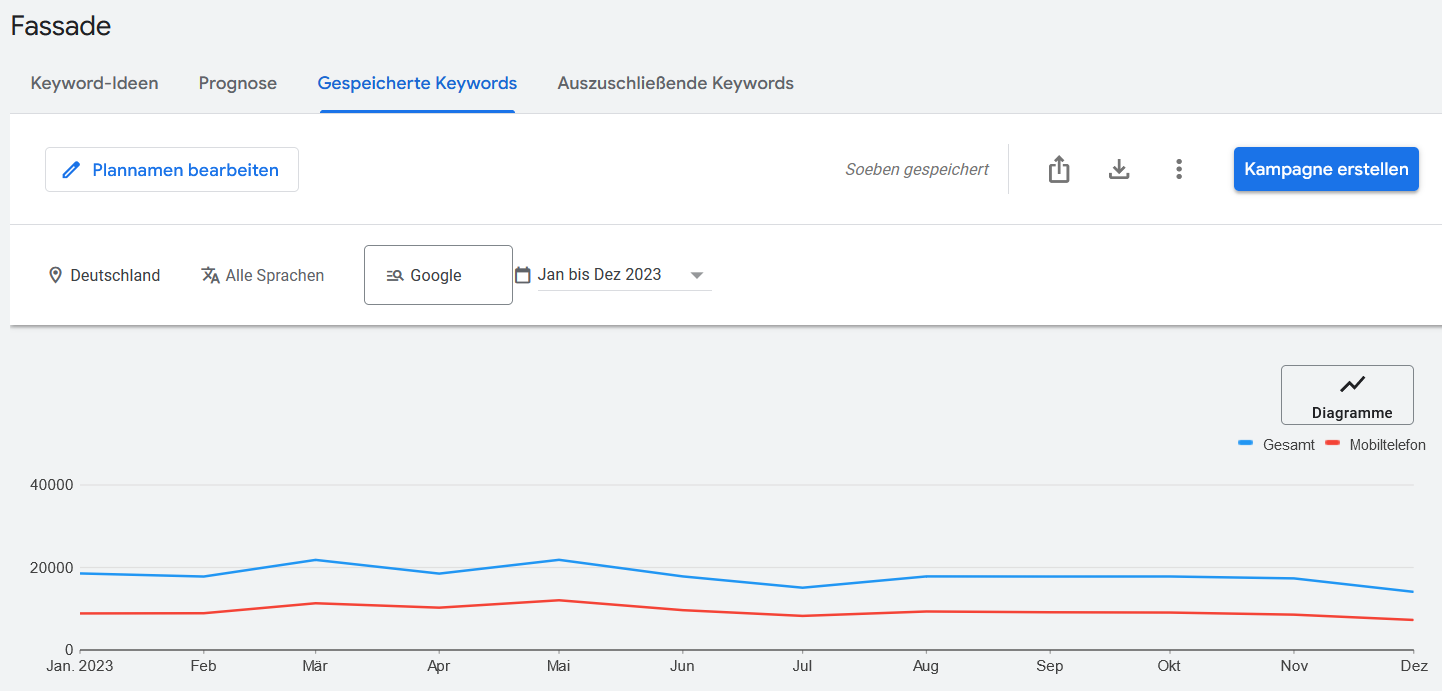 Fassade
Keyword-Ideen Prognose Gespeicherte Keywords Auszuschließende Keywords
Plannamen bearbeiten Soeben gespeichert Kampagne erstellen
Deutschland Alle Sprachen Google Jan bis Dez 2023
Diagramme
Gesamt Mobiltelefon
40000
20000
0
Jan. 2023 Feb Mär Apr Mai Jun Jul Aug Sep Okt Nov Dez